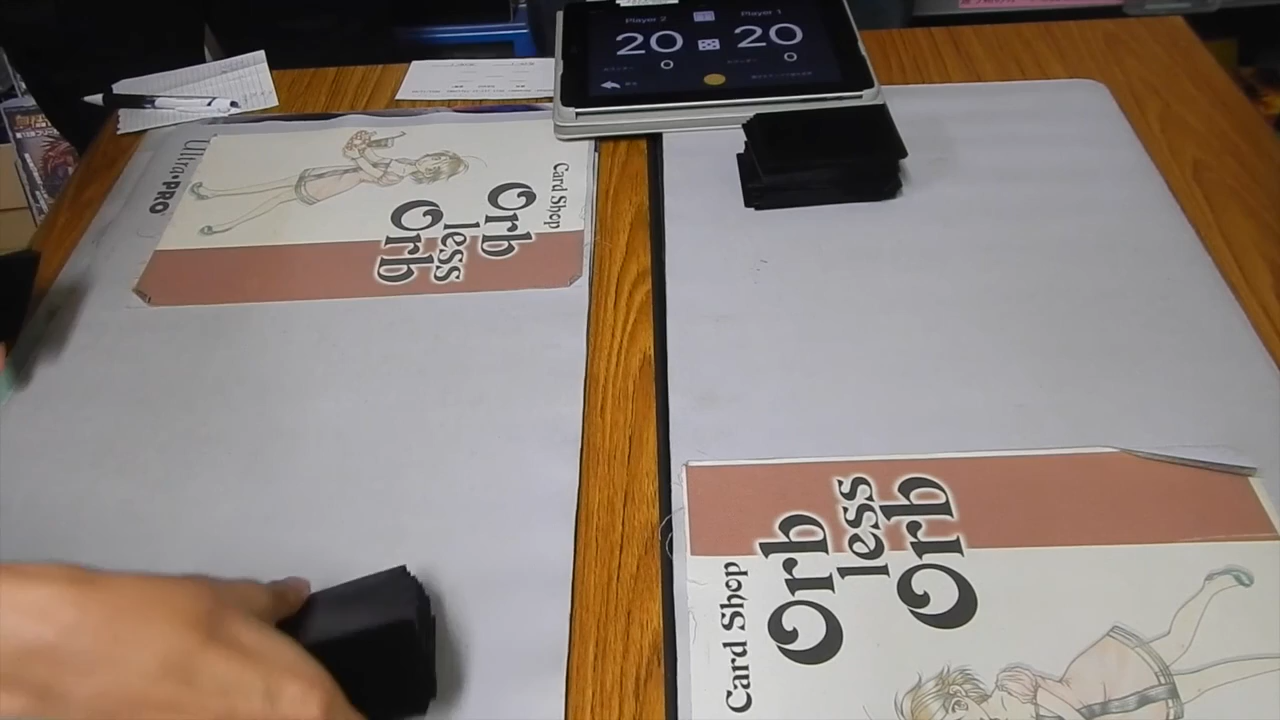 Player 2
Player 1
20
20
0
0
ultra•PRO
Card Shop
Orb
less
Orb
Card Shop
Orb
less
Orb